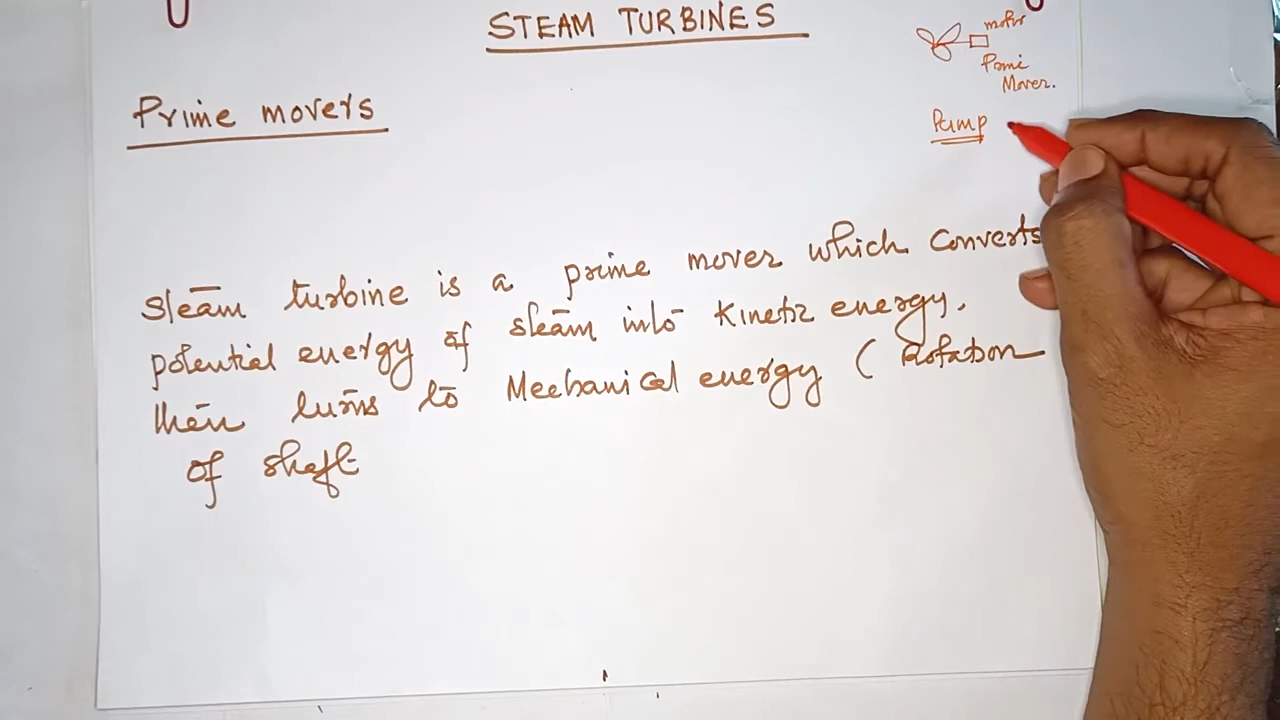 STEAM TURBINES
motor
Prime
Mover.
Prime movers
Pump
Steam turbine is a prime mover which converts
potential energy of steam into Kinetic energy.
then turns to Mechanical energy ( Rotation
of shaft